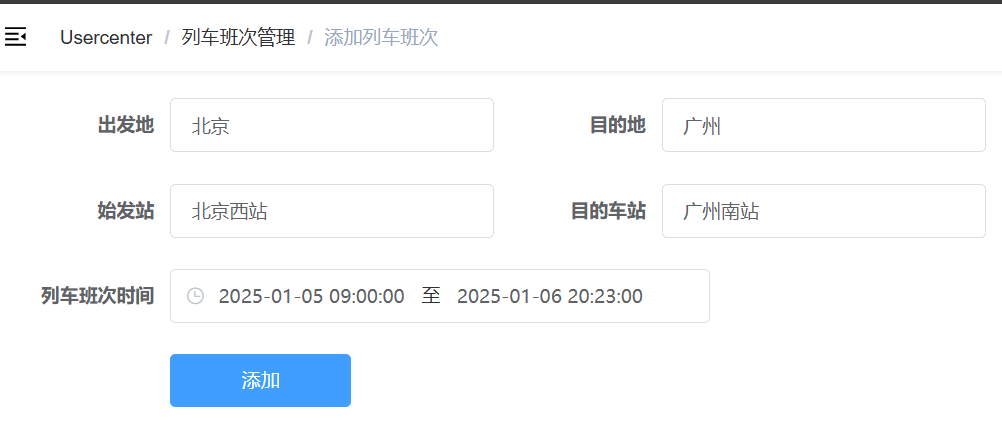 Usercenter / 列车班次管理 / 添加列车班次
出发地 北京 目的地 广州
始发站 北京西站 目的车站 广州南站
列车班次时间 2025-01-05 09:00:00 至 2025-01-06 20:23:00
添加